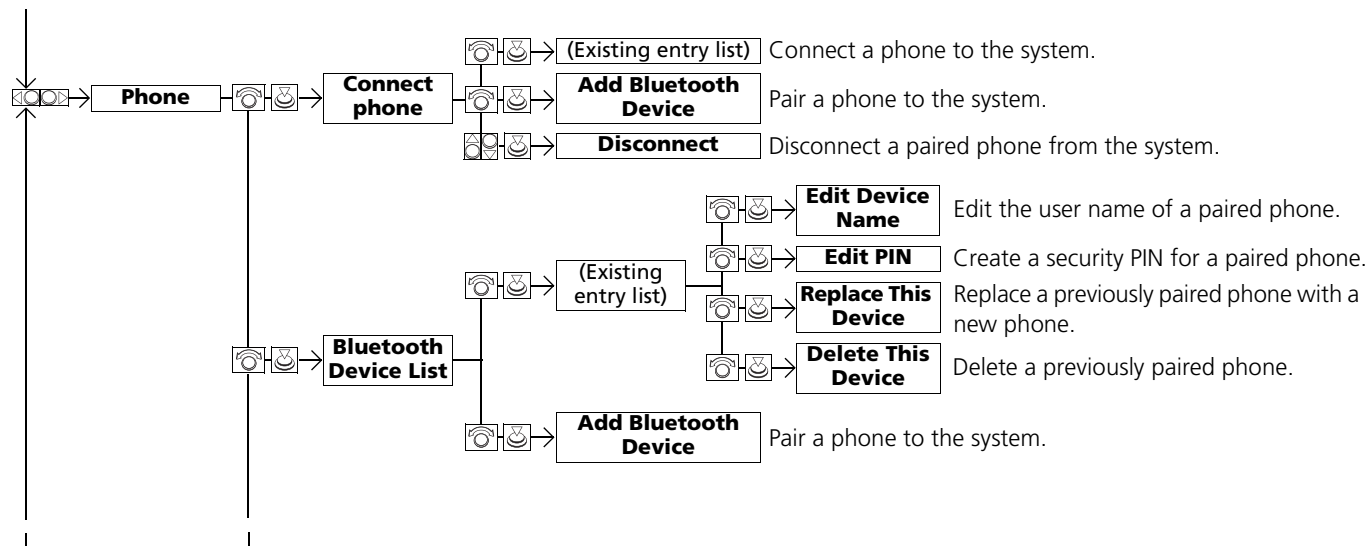 (Existing entry list) Connect a phone to the system.
Phone
Connect
phone
Add Bluetooth
Device
Pair a phone to the system.
Disconnect Disconnect a paired phone from the system.
Edit Device
Name
Edit the user name of a paired phone.
(Existing
entry list)
Edit PIN Create a security PIN for a paired phone.
Replace This
Device
Replace a previously paired phone with a
new phone.
Bluetooth
Device List
Delete This
Device
Delete a previously paired phone.
Add Bluetooth
Device
Pair a phone to the system.